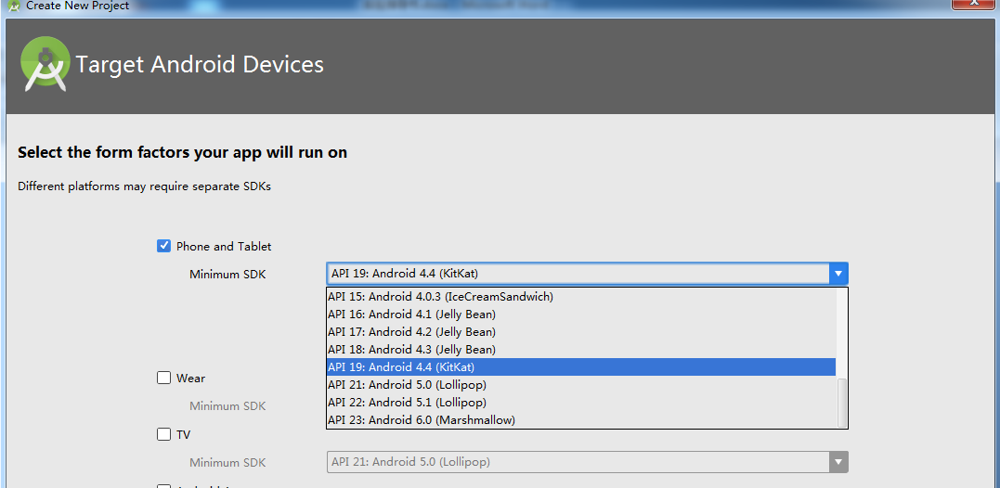 Create New Project
Target Android Devices
Select the form factors your app will run on
Different platforms may require separate SDKs
Phone and Tablet
Minimum SDK
API 19: Android 4.4 (KitKat)
API 15: Android 4.0.3 (IceCreamSandwich)
API 16: Android 4.1 (Jelly Bean)
API 17: Android 4.2 (Jelly Bean)
API 18: Android 4.3 (Jelly Bean)
API 19: Android 4.4 (KitKat)
API 21: Android 5.0 (Lollipop)
API 22: Android 5.1 (Lollipop)
API 23: Android 6.0 (Marshmallow)
Wear
Minimum SDK
TV
Minimum SDK
API 21: Android 5.0 (Lollipop)